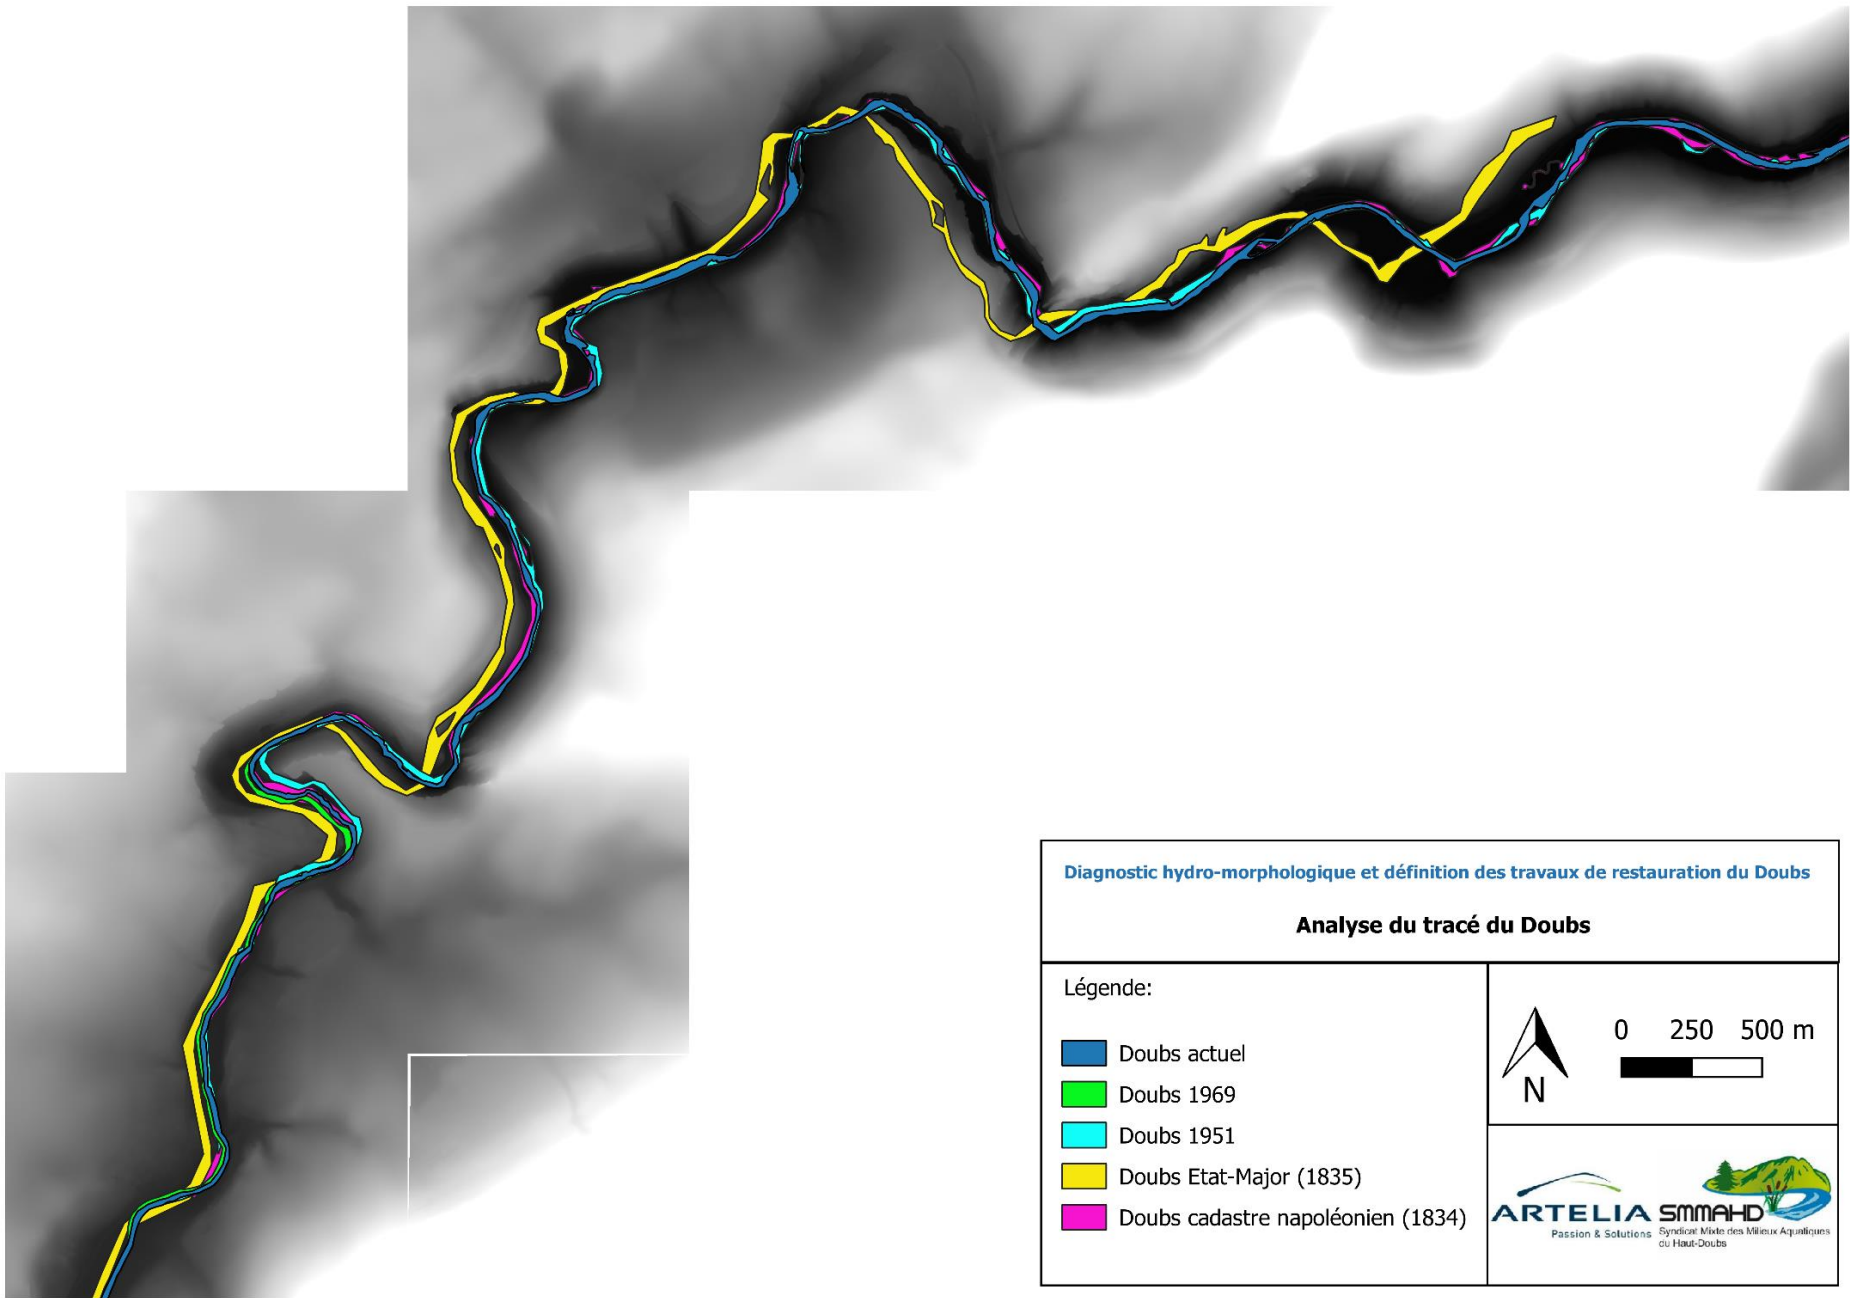 Diagnostic hydro-morphologique et définition des travaux de restauration du Doubs
Analyse du tracé du Doubs
Légende:
Doubs actuel
Doubs 1969
Doubs 1951
Doubs Etat-Major (1835)
Doubs cadastre napoléonien (1834)
N
0 250 500 m
ARTELIA
Passion & Solutions
SMMAHD
Syndicat Mixte des Milieux Aquatiques
du Haut-Doubs